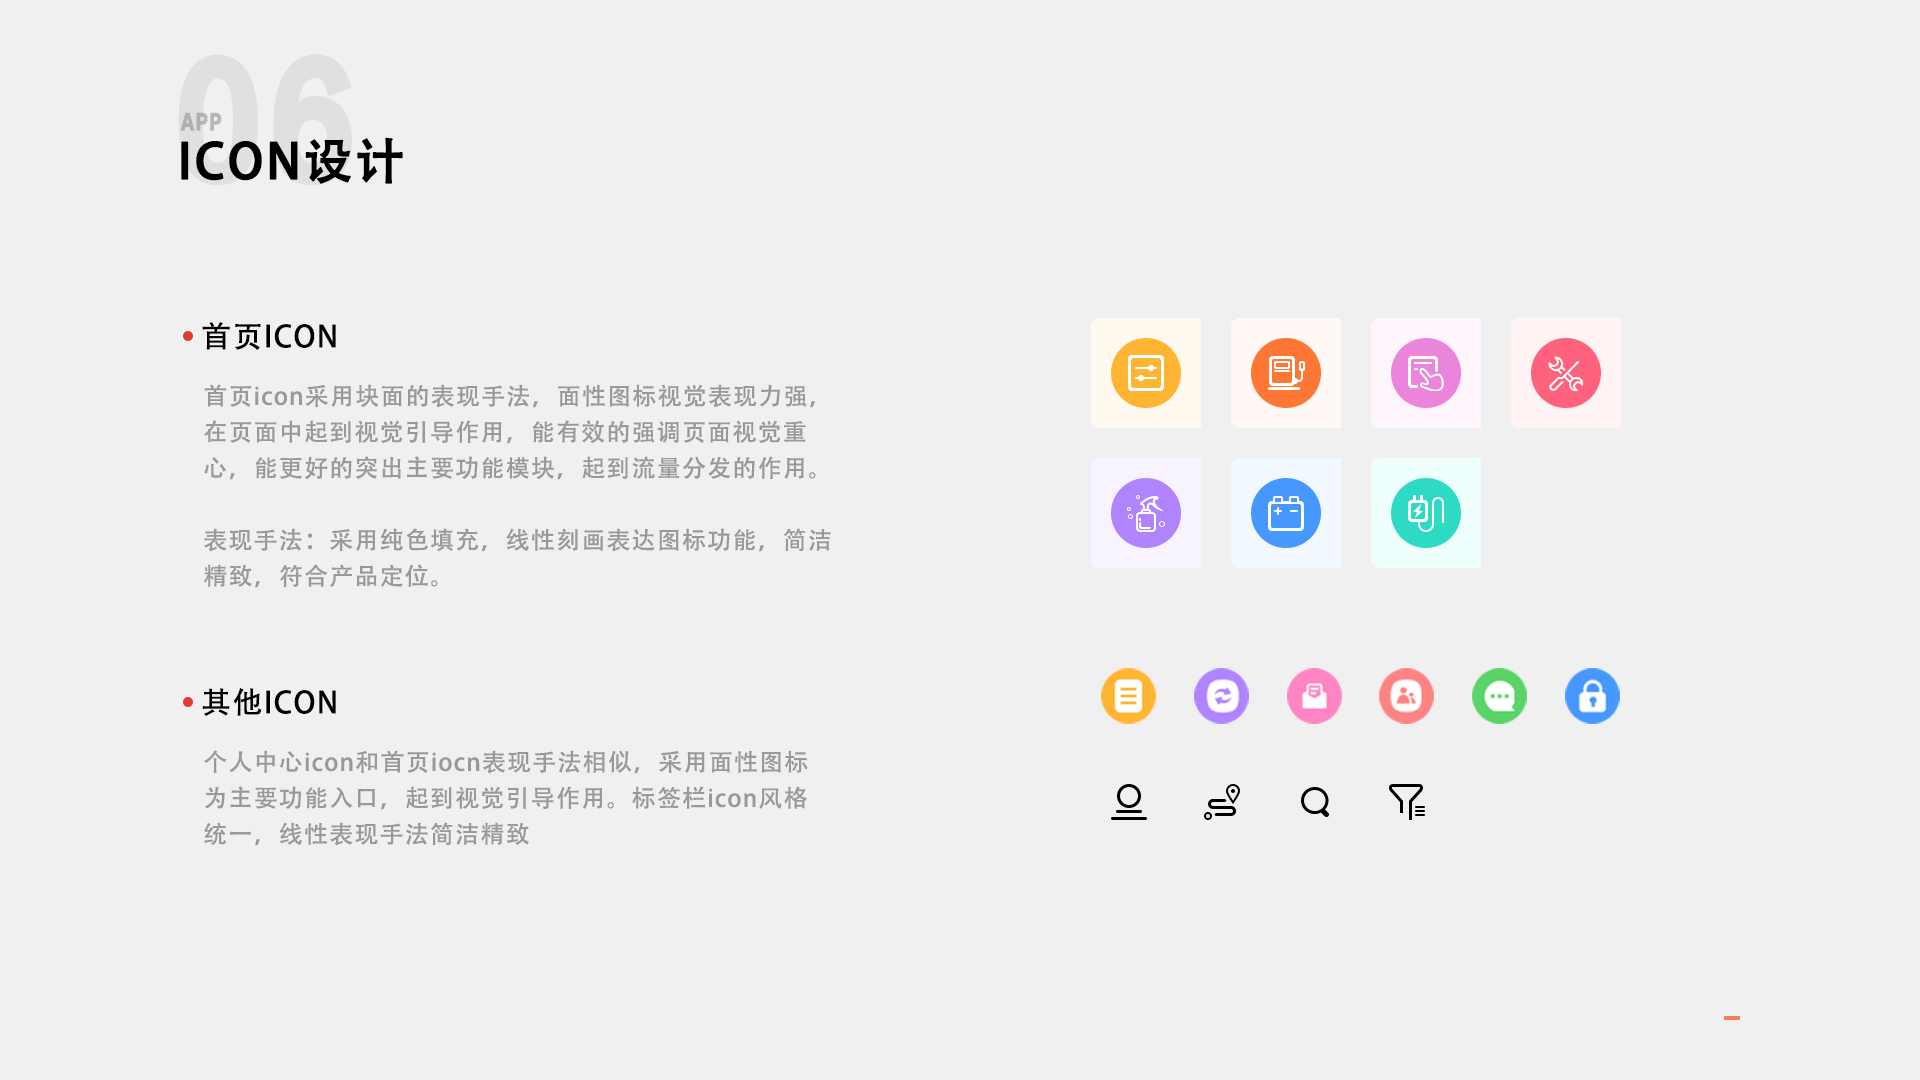 06
APP
ICON设计
首页ICON
首页icon采用块面的表现手法，面性图标视觉表现力强，
在页面中起到视觉引导作用，能有效的强调页面视觉重
心，能更好的突出主要功能模块，起到流量分发的作用。
表现手法：采用纯色填充，线性刻画表达图标功能，简洁
精致，符合产品定位。
其他ICON
个人中心icon和首页iocn表现手法相似，采用面性图标
为主要功能入口，起到视觉引导作用。标签栏icon风格
统一，线性表现手法简洁精致